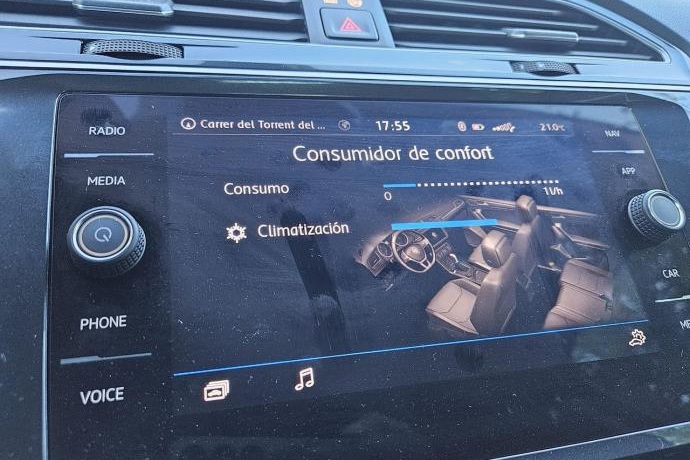 RADIO
MEDIA
PHONE
VOICE
Carrer del Torrent del ...
17:55
21.0°C
Consumidor de confort
Consumo
0
1l/h
Climatización
NAV
APP
CAR